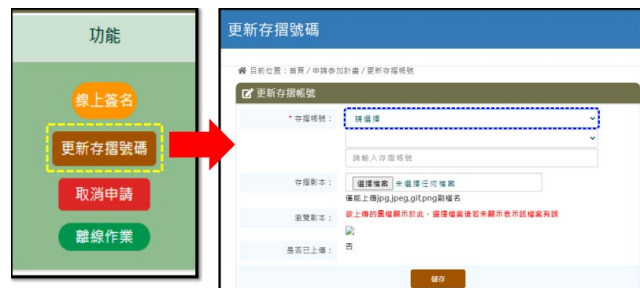 功能
線上簽名
更新存摺號碼
取消申請
離線作業
更新存摺號碼
目前位置：首頁 / 申請參加計畫 / 更新存摺帳號
更新存摺帳號
* 存摺帳號：
請選擇
請輸入存摺帳號
存摺影本：
選擇檔案 未選擇任何檔案
僅能上傳jpg,jpeg,gif,png副檔名
瀏覽影本：
欲上傳的圖檔顯示於此，選擇檔案後若未顯示表示該檔案有誤
是否已上傳：
否
儲存